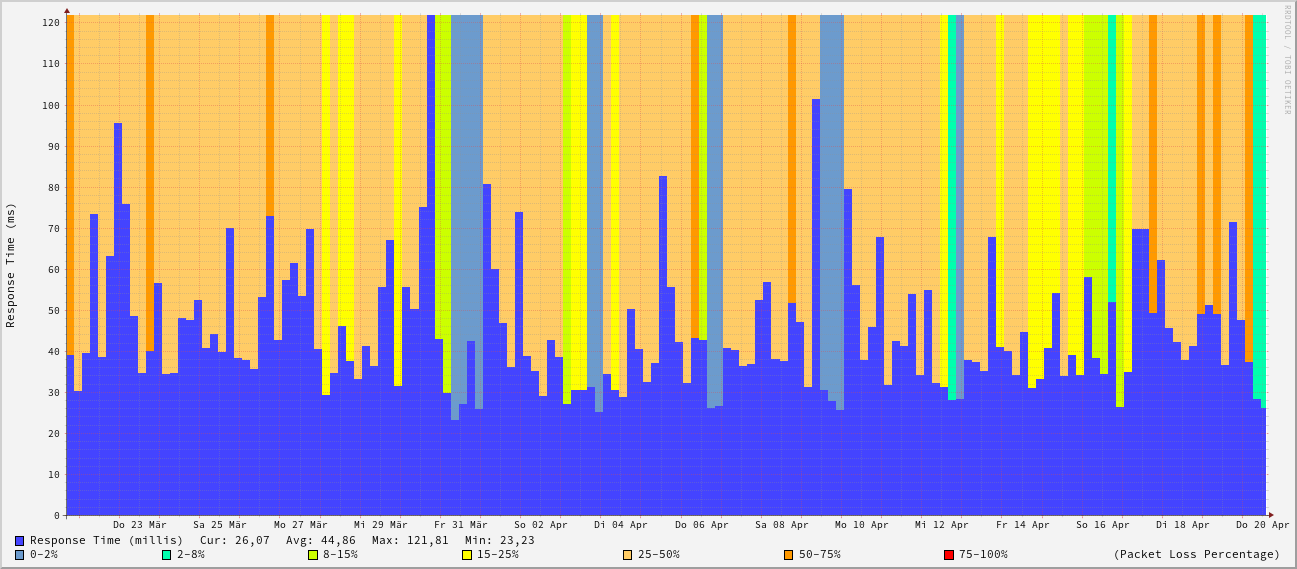 RRDTOOL / TOBI OETIKER
Response Time (ms)
120
110
100
90
80
70
60
50
40
30
20
10
0
Do 23 Mär Sa 25 Mär Mo 27 Mär Mi 29 Mär Fr 31 Mär So 02 Apr Di 04 Apr Do 06 Apr Sa 08 Apr Mo 10 Apr Mi 12 Apr Fr 14 Apr So 16 Apr Di 18 Apr Do 20 Apr
Response Time (millis) Cur: 26,07 Avg: 44,86 Max: 121,81 Min: 23,23
0-2% 2-8% 8-15% 15-25% 25-50% 50-75% 75-100% (Packet Loss Percentage)